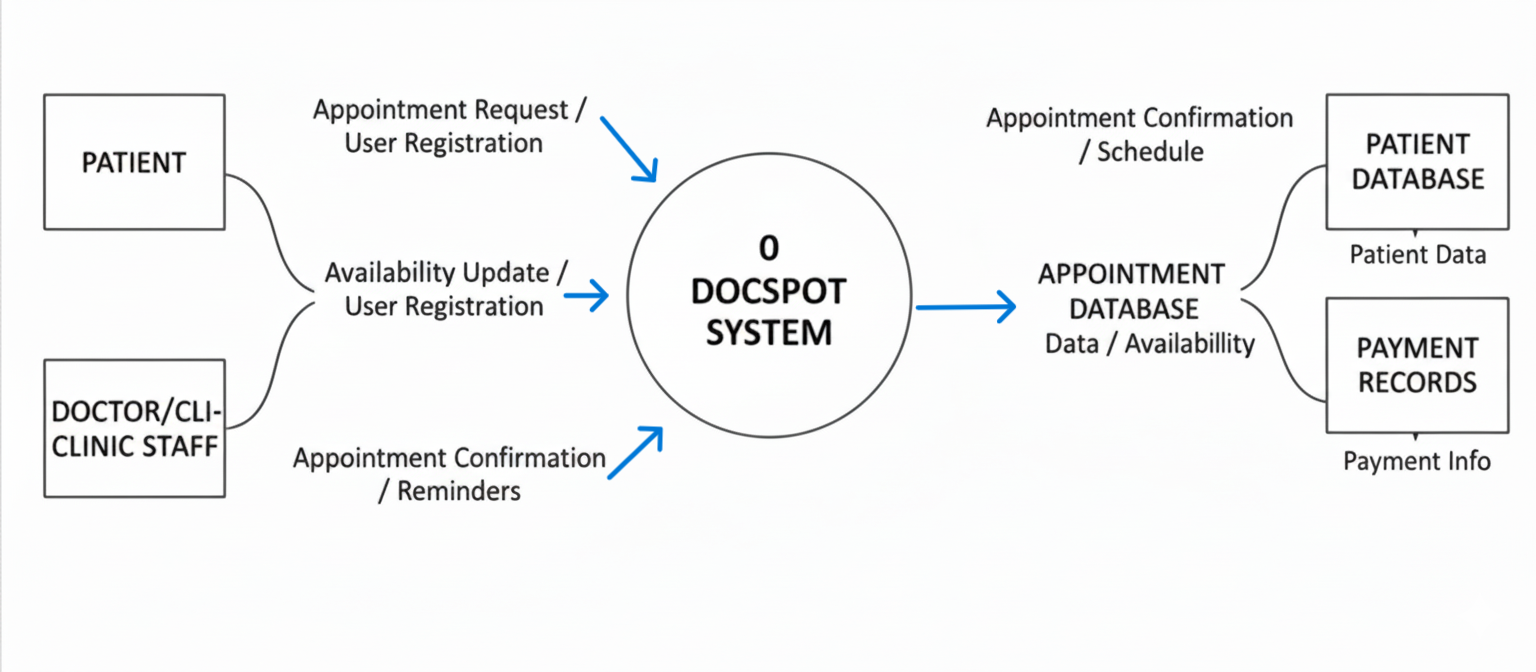 PATIENT
Appointment Request /
User Registration
Availability Update /
User Registration
DOCTOR/CLI-
CLINIC STAFF
Appointment Confirmation
/ Reminders
0
DOCSPOT
SYSTEM
Appointment Confirmation
/ Schedule
APPOINTMENT
DATABASE
Data / Availabillity
PATIENT
DATABASE
Patient Data
PAYMENT
RECORDS
Payment Info